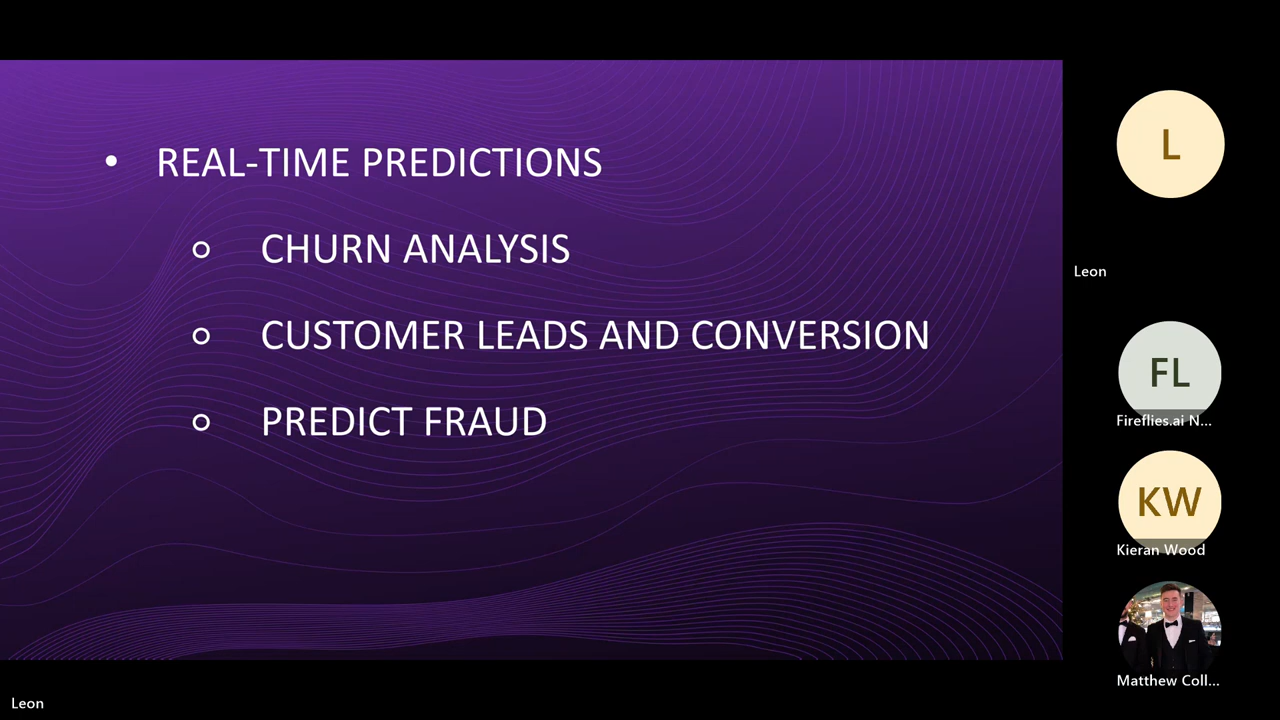 • REAL-TIME PREDICTIONS
○ CHURN ANALYSIS
○ CUSTOMER LEADS AND CONVERSION
○ PREDICT FRAUD
L
Leon
FL
Fireflies.ai N...
KW
Kieran Wood
Matthew Coll...
Leon